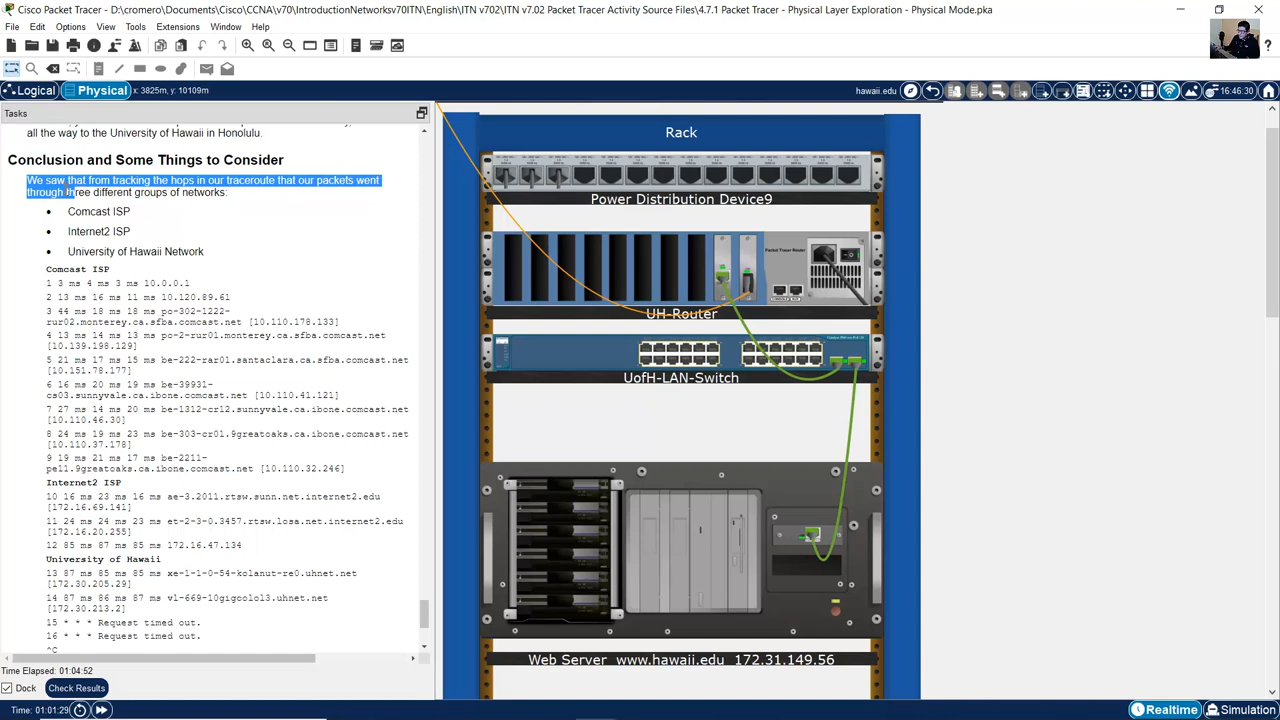 Cisco Packet Tracer - D:\cromero\Documents\Cisco\CCNA\v70\IntroductionNetworksv70ITN\English\ITN v702\ITN v7.02 Packet Tracer Activity Source Files\4.7.1 Packet Tracer - Physical Layer Exploration - Physical Mode.pka
File Edit Options View Tools Extensions Window Help
Logical Physical x: 3825m, y: 10109m hawaii.edu 16:46:30
Tasks
all the way to the University of Hawaii in Honolulu.
Conclusion and Some Things to Consider
We saw that from tracking the hops in our traceroute that our packets went
through three different groups of networks:
• Comcast ISP
• Internet2 ISP
• University of Hawaii Network
Comcast ISP
1 3 ms 4 ms 3 ms 10.0.0.1
2 13 ms 16 ms 11 ms 10.120.89.61
3 44 ms 18 ms 18 ms po-302-1222-
rur02.monterey.ca.sfba.comcast.net [10.110.178.133]
4 13 ms 14 ms 13 ms po-2-rur01.monterey.ca.sfba.comcast.net
[10.139.198.129]
5 21 ms 17 ms 15 ms be-222-rar01.santaclara.ca.sfba.comcast.net
[10.151.78.177]
6 16 ms 20 ms 19 ms be-39931-
cs03.sunnyvale.ca.ibone.comcast.net [10.110.41.121]
7 27 ms 14 ms 20 ms be-1312-cr12.sunnyvale.ca.ibone.comcast.net
[10.110.46.30]
8 24 ms 19 ms 23 ms be-303-cr01.9greatoaks.ca.ibone.comcast.net
[10.110.37.178]
9 19 ms 21 ms 17 ms be-2211-
pe11.9greatoaks.ca.ibone.comcast.net [10.110.32.246]
Internet2 ISP
10 16 ms 23 ms 16 ms ae-3.2011.rtsw.sunn.net.internet2.edu
[172.16.69.141]
11 24 ms 24 ms 23 ms et-2-3-0.3457.rtsw.losa.net.internet2.edu
[172.16.20.255]
12 85 ms 87 ms 85 ms 172.16.47.134
University of Hawaii
13 87 ms 85 ms 85 ms xe-1-1-0-54-kolanut-re0.uhnet.net
[172.30.205.29]
14 87 ms 86 ms 87 ms vl-669-10gigcolol3.uhnet.net
[172.30.213.2]
15 * * * Request timed out.
16 * * * Request timed out.
^C
Time Elapsed: 01:04:52
Dock Check Results
Time: 01:01:29
Realtime Simulation
Rack
Power Distribution Device9
Packet Tracer Router
UH-Router
UofH-LAN-Switch
Web Server www.hawaii.edu 172.31.149.56